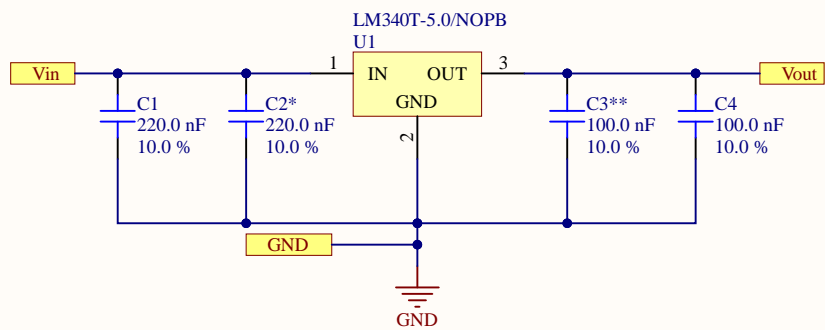 LM340T-5.0/NOPB
U1
Vin
1
IN
OUT
GND
3
Vout
2
C1
220.0 nF
10.0 %
C2*
220.0 nF
10.0 %
C3**
100.0 nF
10.0 %
C4
100.0 nF
10.0 %
GND
GND